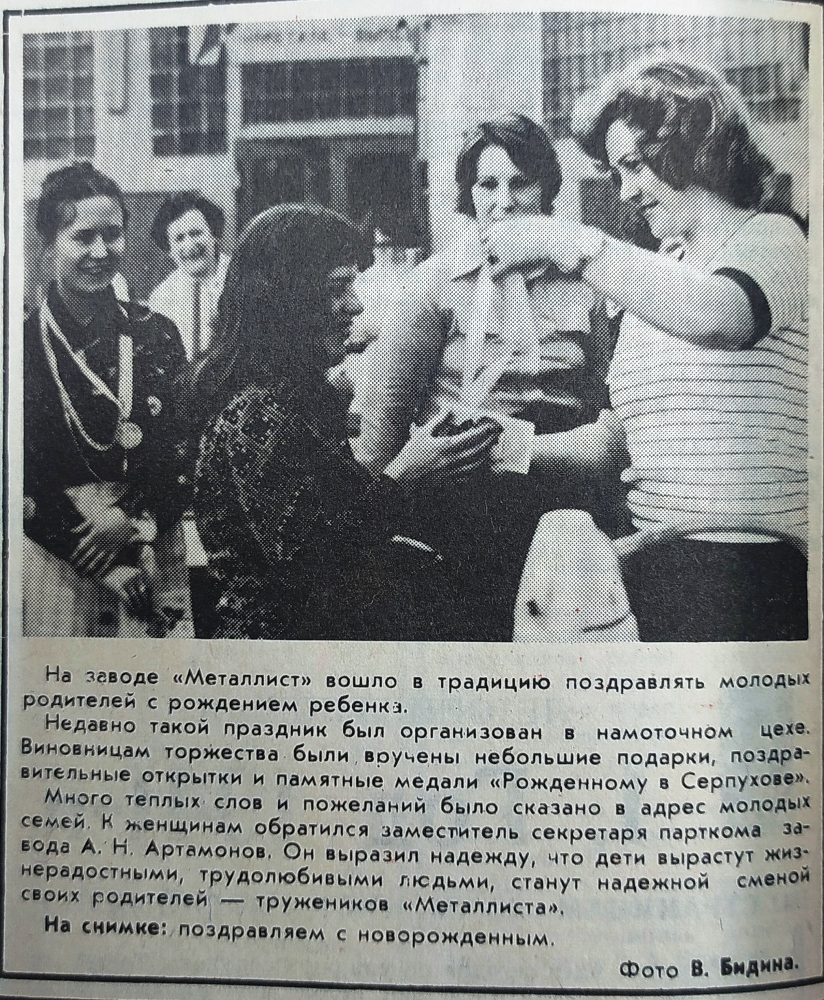 На заводе «Металлист» вошло в традицию поздравлять молодых
родителей с рождением ребенка.
Недавно такой праздник был организован в намоточном цехе.
Виновницам торжества были вручены небольшие подарки, поздра-
вительные открытки и памятные медали «Рожденному в Серпухове».
Много теплых слов и пожеланий было сказано в адрес молодых
семей. К женщинам обратился заместитель секретаря парткома за-
вода А. Н. Артамонов. Он выразил надежду, что дети вырастут жиз-
нерадостными, трудолюбивыми людьми, станут надежной сменой
своих родителей — тружеников «Металлиста».
На снимке: поздравляем с новорожденным.
Фото В. Бидина.